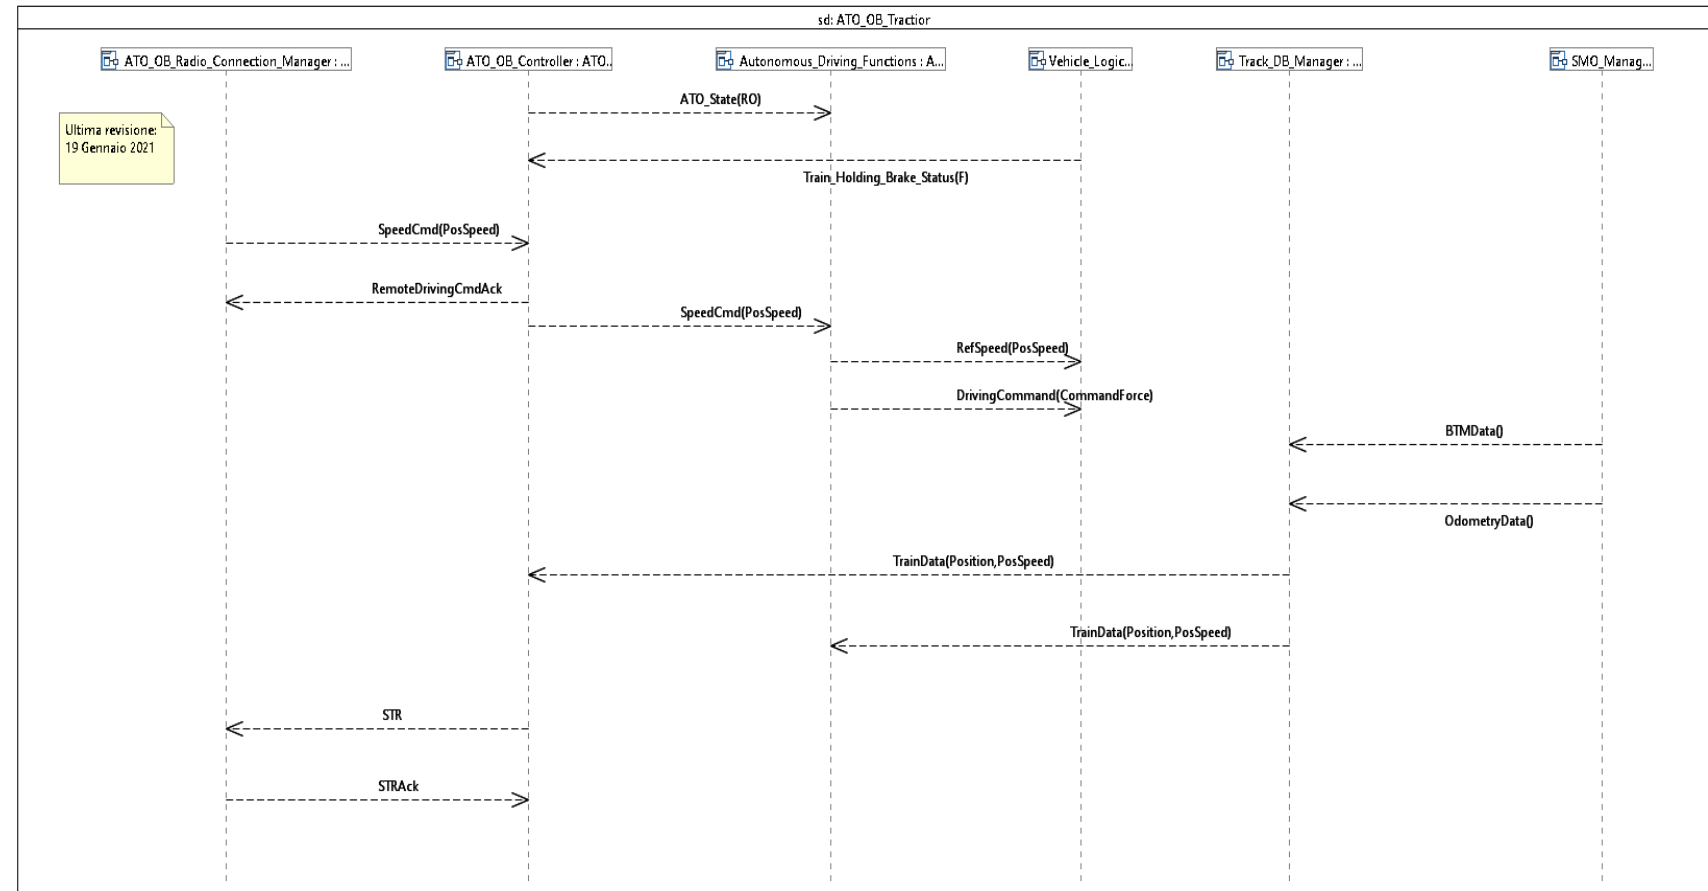 sd: ATO_OB_Traction
ATO_OB_Radio_Connection_Manager : ...
ATO_OB_Controller : ATO...
Autonomous_Driving_Functions : A...
Vehicle_Logic...
Track_DB_Manager : ...
SMO_Manag...
Ultima revisione:
19 Gennaio 2021
ATO_State(RO)
Train_Holding_Brake_Status(F)
SpeedCmd(PosSpeed)
RemoteDrivingCmdAck
SpeedCmd(PosSpeed)
RefSpeed(PosSpeed)
DrivingCommand(CommandForce)
BTMData()
OdometryData()
TrainData(Position,PosSpeed)
TrainData(Position,PosSpeed)
STR
STRAck